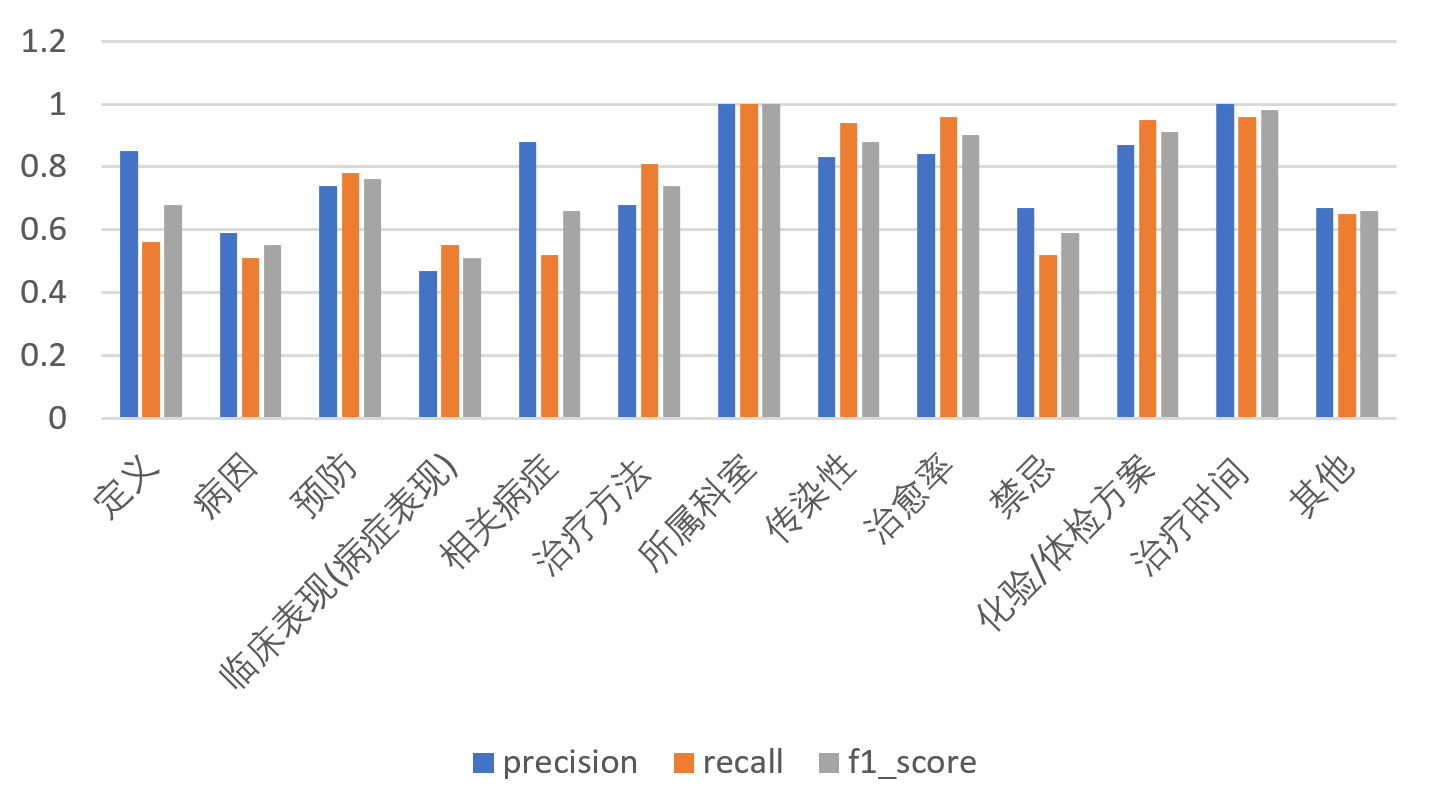 1.2
1
0.8
0.6
0.4
0.2
0
定义
病因
预防
临床表现(病症表现)
相关病症
治疗方法
所属科室
传染性
治愈率
禁忌
化验/体检方案
治疗时间
其他
precision
recall
f1_score